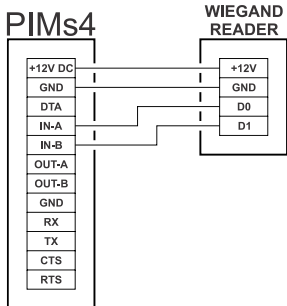 PIMs4
WIEGAND
READER
+12V DC
GND
DTA
IN-A
IN-B
OUT-A
OUT-B
GND
RX
TX
CTS
RTS
+12V
GND
D0
D1